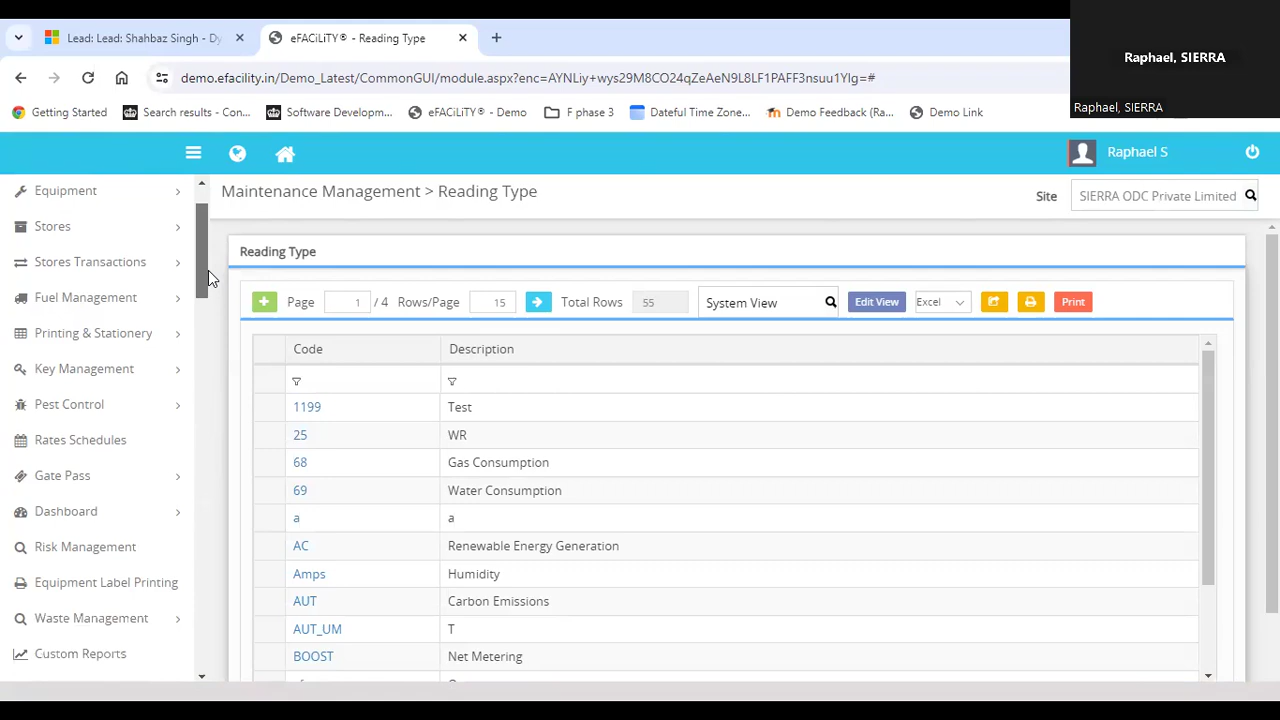 Lead: Lead: Shahbaz Singh - Dy
eFACiLiTY® - Reading Type
Raphael, SIERRA
Raphael, SIERRA
demo.efacility.in/Demo_Latest/CommonGUI/module.aspx?enc=AYNLiy+wys29M8CO24qZeAeN9L8LF1PAFF3nsuu1YIg=#
Getting Started
Search results - Con...
Software Developm...
eFACiLiTY® - Demo
F phase 3
Dateful Time Zone...
Demo Feedback (Ra...
Demo Link
Raphael S
Equipment
Stores
Stores Transactions
Fuel Management
Printing & Stationery
Key Management
Pest Control
Rates Schedules
Gate Pass
Dashboard
Risk Management
Equipment Label Printing
Waste Management
Custom Reports
Maintenance Management > Reading Type
Site SIERRA ODC Private Limited
Reading Type
Page 1 / 4 Rows/Page 15 Total Rows 55 System View Edit View Excel Print
Code Description
1199 Test
25 WR
68 Gas Consumption
69 Water Consumption
a a
AC Renewable Energy Generation
Amps Humidity
AUT Carbon Emissions
AUT_UM T
BOOST Net Metering